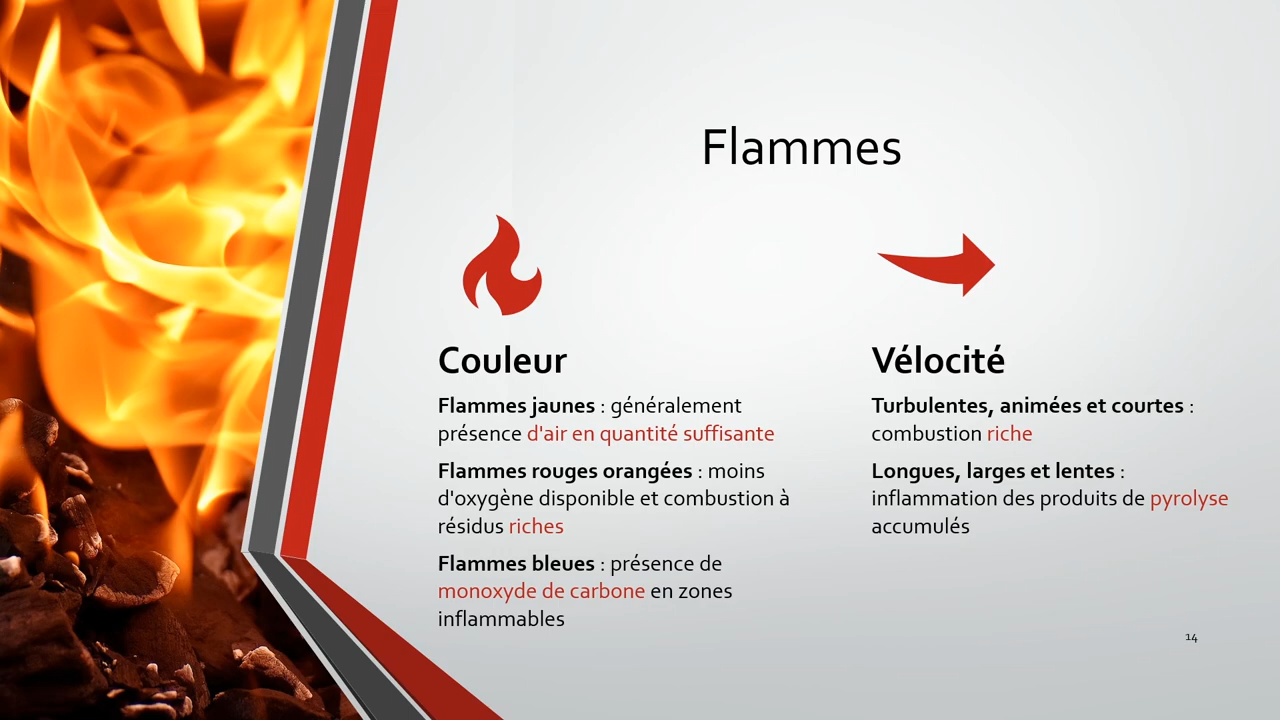 Flammes
Couleur
Flammes jaunes : généralement
présence d'air en quantité suffisante
Flammes rouges orangées : moins
d'oxygène disponible et combustion à
résidus riches
Flammes bleues : présence de
monoxyde de carbone en zones
inflammables
Vélocité
Turbulentes, animées et courtes :
combustion riche
Longues, larges et lentes :
inflammation des produits de pyrolyse
accumulés
14